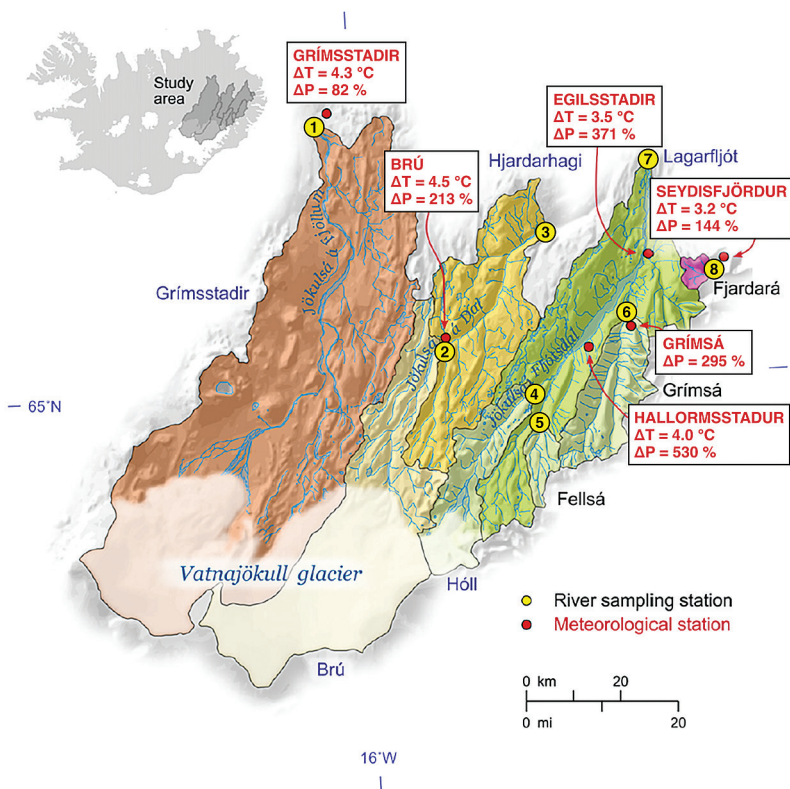 Study
area
GRÍMSSTADIR
ΔT = 4.3 °C
ΔP = 82 %
1
EGILSSTADIR
ΔT = 3.5 °C
ΔP = 371 %
BRÚ
ΔT = 4.5 °C
ΔP = 213 %
Hjardarhagi
7
Lagarfljót
SEYDISFJÖRDUR
ΔT = 3.2 °C
ΔP = 144 %
3
Jökulsá á Fjöllum
8
Fjardará
Grímsstadir
6
2
Jökulsá á Dal
GRÍMSÁ
ΔP = 295 %
Jökulsá í Fljótsdal
Grímsá
65°N
4
5
HALLORMSSTADUR
ΔT = 4.0 °C
ΔP = 530 %
Fellsá
Vatnajökull glacier
Hóll
River sampling station
Meteorological station
Brú
0 km 20
0 mi 20
16°W